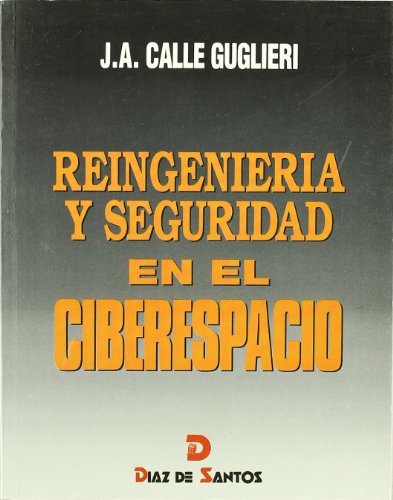 J.A. CALLE GUGLIERI
REINGENIERIA
Y SEGURIDAD
EN EL
CIBERESPACIO
D
DIAZ DE SANTOS